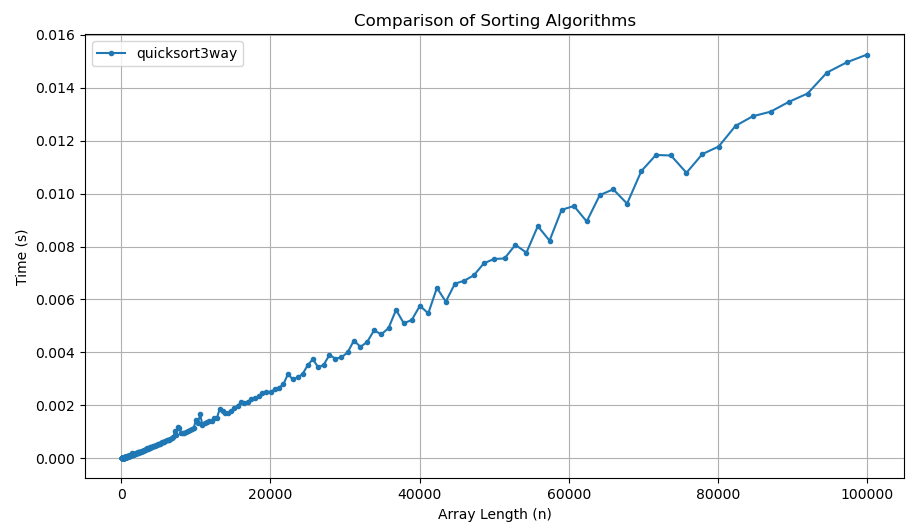 Comparison of Sorting Algorithms
quicksort3way
0.016
0.014
0.012
0.010
0.008
0.006
0.004
0.002
0.000
Time (s)
0 20000 40000 60000 80000 100000
Array Length (n)